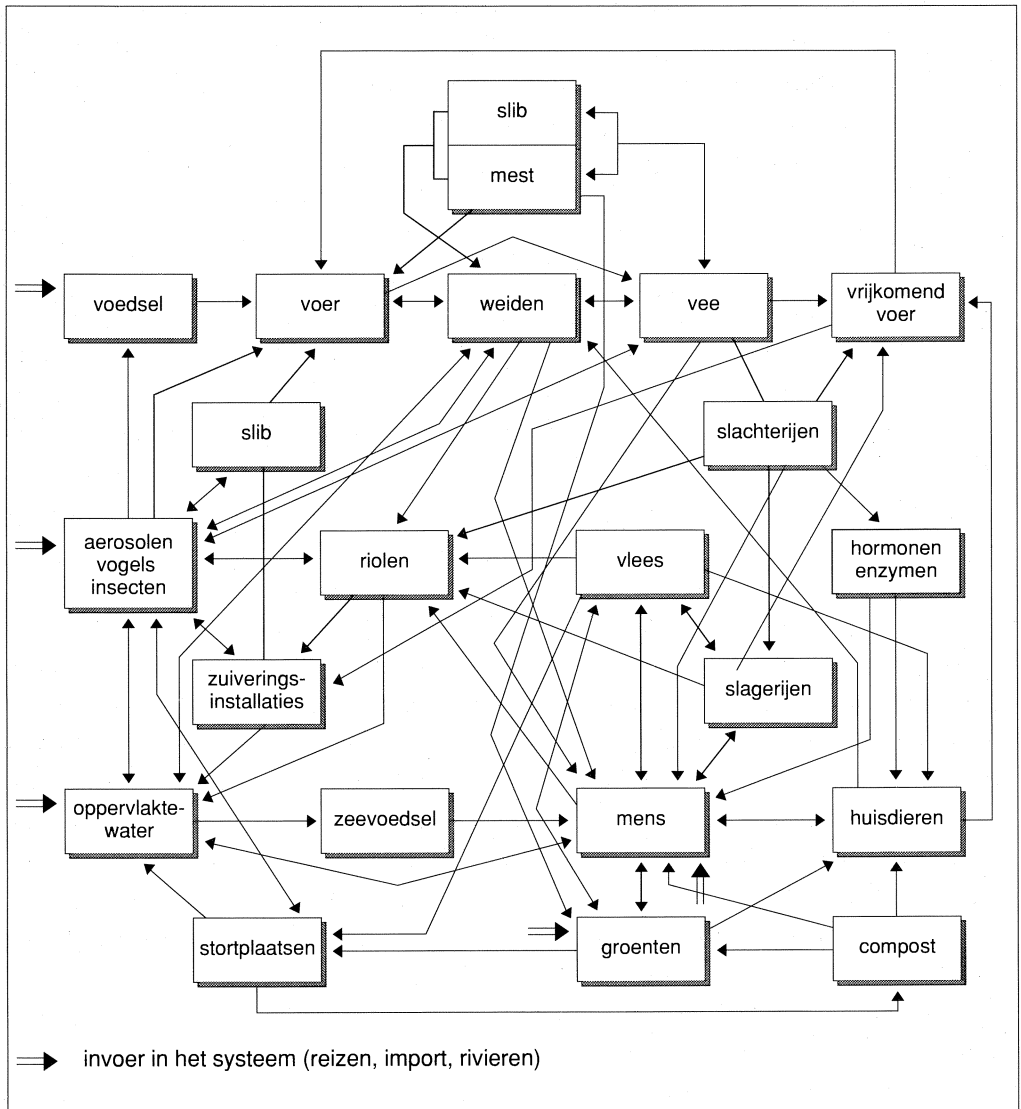 slib
mest
voedsel
voer
weiden
vee
vrijkomend
voer
slib
slachterijen
aerosolen
vogels
insecten
riolen
vlees
hormonen
enzymen
zuiverings-
installaties
slagerijen
oppervlakte-
water
zeevoedsel
mens
huisdieren
stortplaatsen
groenten
compost
invoer in het systeem (reizen, import, rivieren)